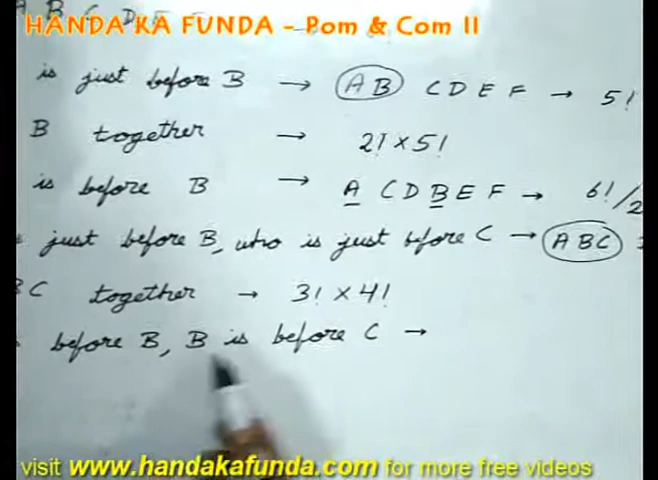 A B C D E F
HANDA KA FUNDA - Pom & Com II
is just before B → AB C D E F → 5!
B together → 2! x 5!
is before B → A C D B E F → 6!/2
just before B, who is just before C → ABC
BC together → 3! x 4!
before B, B is before C →
visit www.handakafunda.com for more free videos